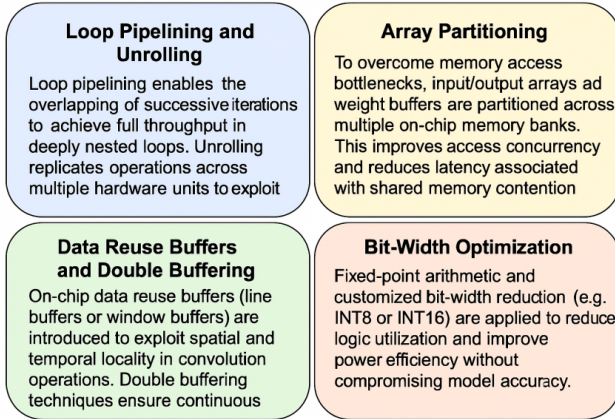 Loop Pipelining and
Unrolling
Loop pipelining enables the
overlapping of successive iterations
to achieve full throughput in
deeply nested loops. Unrolling
replicates operations across
multiple hardware units to exploit
Array Partitioning
To overcome memory access
bottlenecks, input/output arrays ad
weight buffers are partitioned across
multiple on-chip memory banks.
This improves access concurrency
and reduces latency associated
with shared memory contention
Data Reuse Buffers
and Double Buffering
On-chip data reuse buffers (line
buffers or window buffers) are
introduced to exploit spatial and
temporal locality in convolution
operations. Double buffering
techniques ensure continuous
Bit-Width Optimization
Fixed-point arithmetic and
customized bit-width reduction (e.g.
INT8 or INT16) are applied to reduce
logic utilization and improve
power efficiency without
compromising model accuracy.